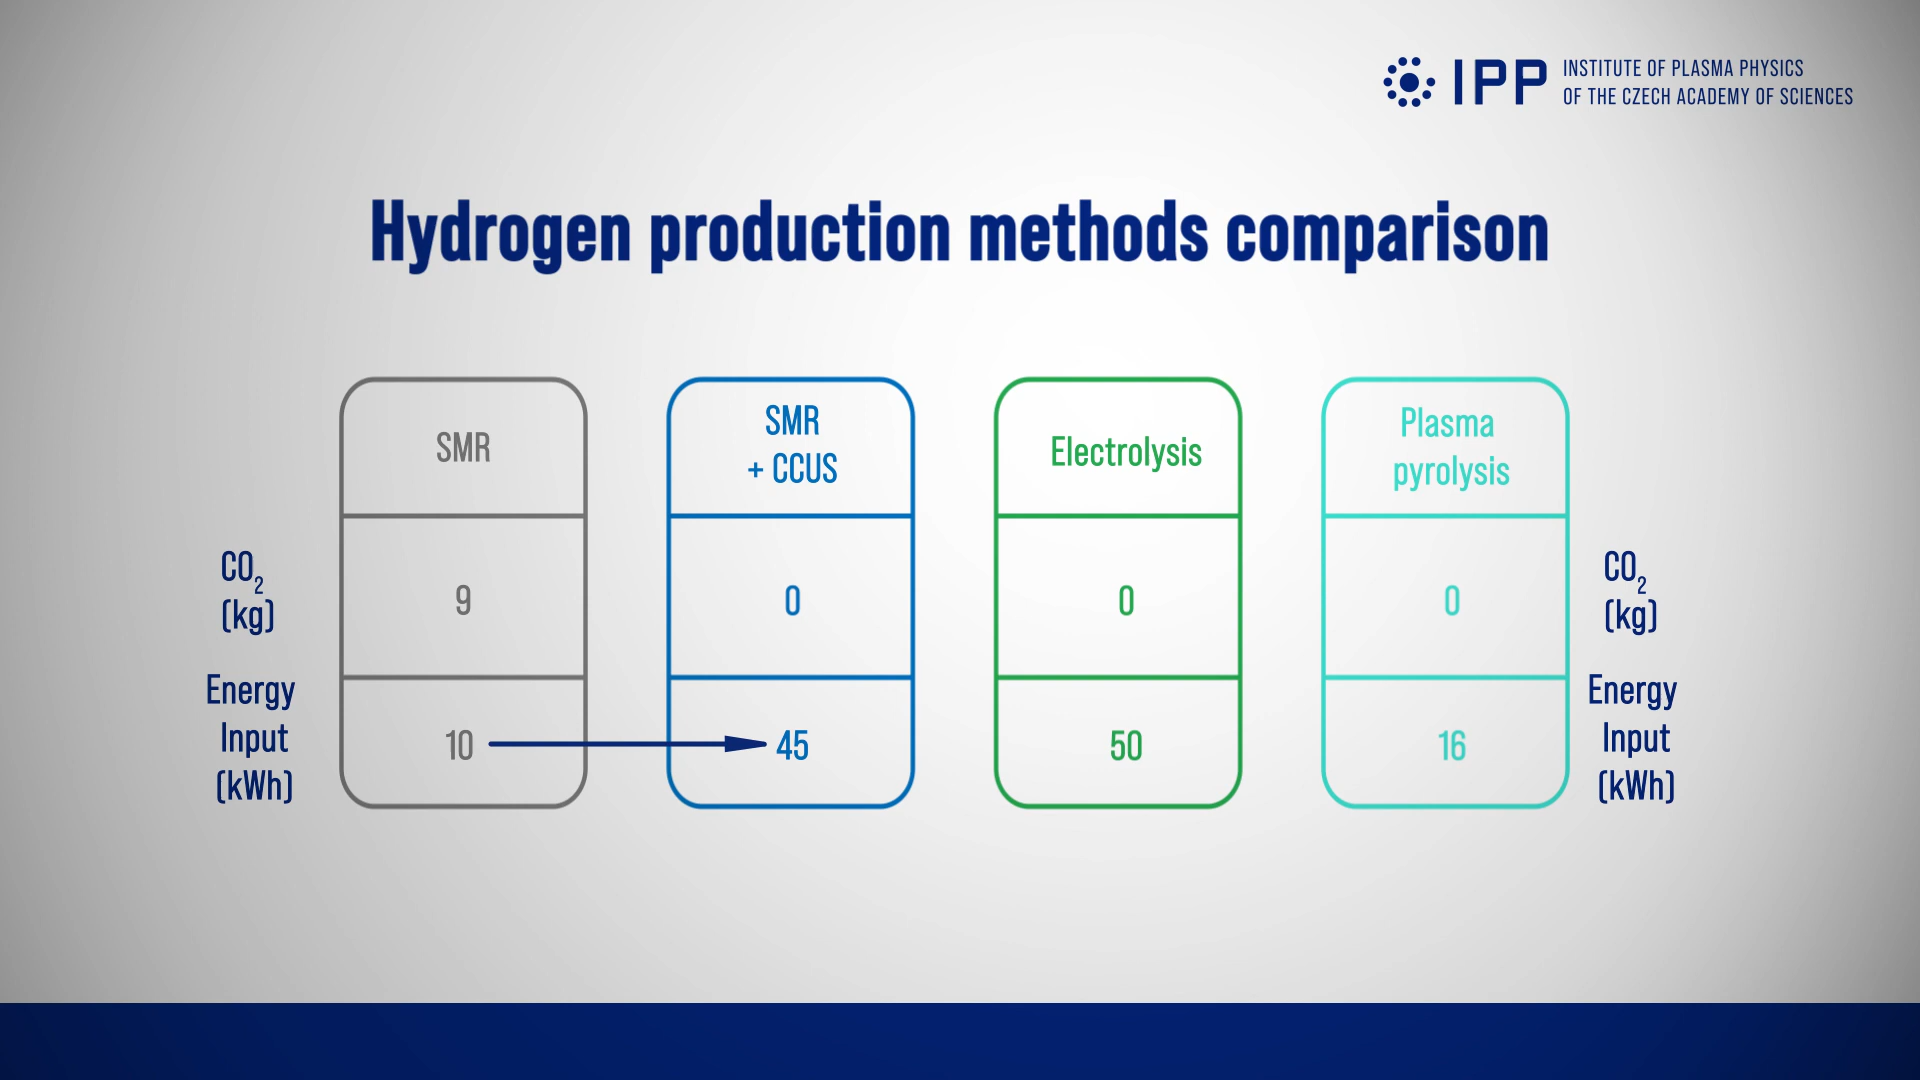 IPP
INSTITUTE OF PLASMA PHYSICS
OF THE CZECH ACADEMY OF SCIENCES
Hydrogen production methods comparison
SMR
SMR
+ CCUS
Electrolysis
Plasma
pyrolysis
CO₂
(kg)
9
0
0
0
CO₂
(kg)
Energy
Input
(kWh)
10
45
50
16
Energy
Input
(kWh)